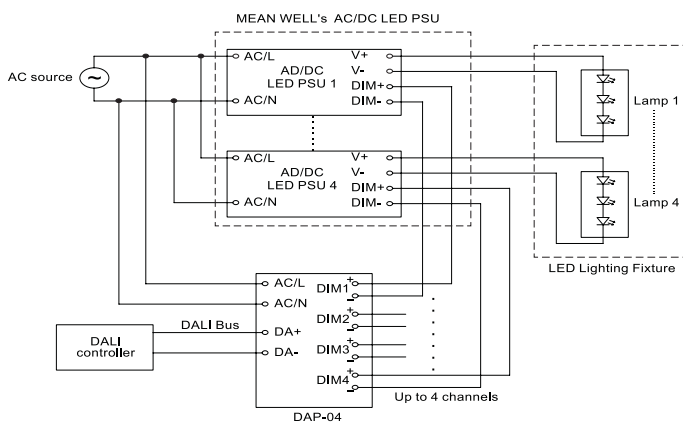 MEAN WELL's AC/DC LED PSU
AC source
AC/L
AC/N
AD/DC
LED PSU 1
V+
V-
DIM+
DIM-
AC/L
AC/N
AD/DC
LED PSU 4
V+
V-
DIM+
DIM-
Lamp 1
Lamp 4
LED Lighting Fixture
DALI
controller
DALI Bus
AC/L
AC/N
DA+
DA-
DIM1
+
-
DIM2
+
-
DIM3
+
-
DIM4
+
-
Up to 4 channels
DAP-04